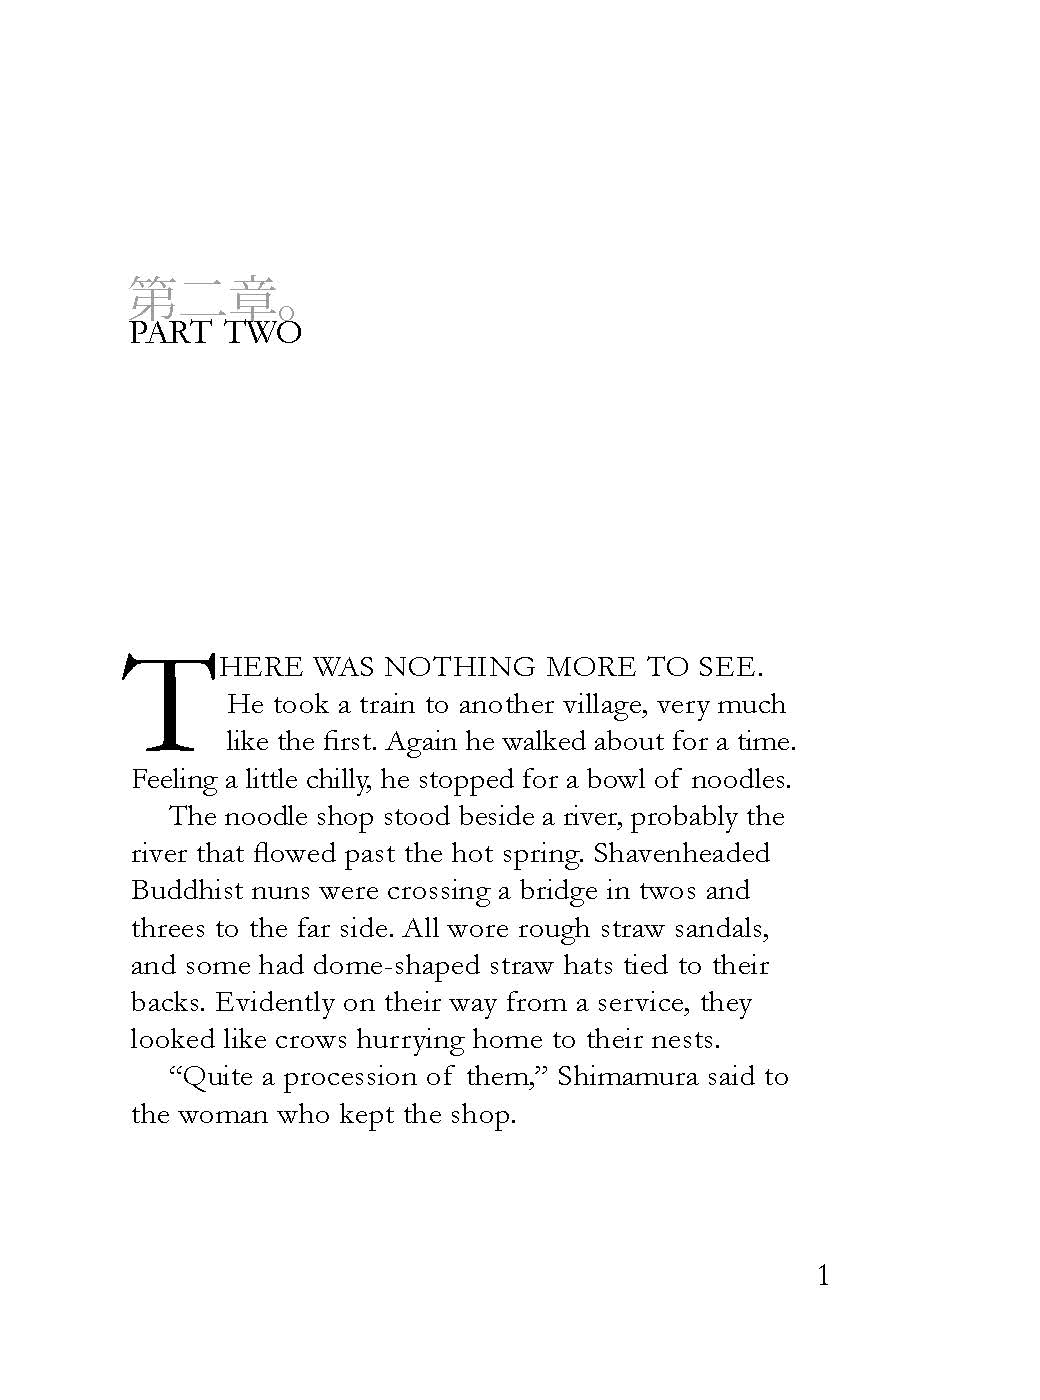 第二章。
PART TWO
THERE WAS NOTHING MORE TO SEE.
He took a train to another village, very much
like the first. Again he walked about for a time.
Feeling a little chilly, he stopped for a bowl of noodles.
The noodle shop stood beside a river, probably the
river that flowed past the hot spring. Shavenheaded
Buddhist nuns were crossing a bridge in twos and
threes to the far side. All wore rough straw sandals,
and some had dome-shaped straw hats tied to their
backs. Evidently on their way from a service, they
looked like crows hurrying home to their nests.
“Quite a procession of them,” Shimamura said to
the woman who kept the shop.
1